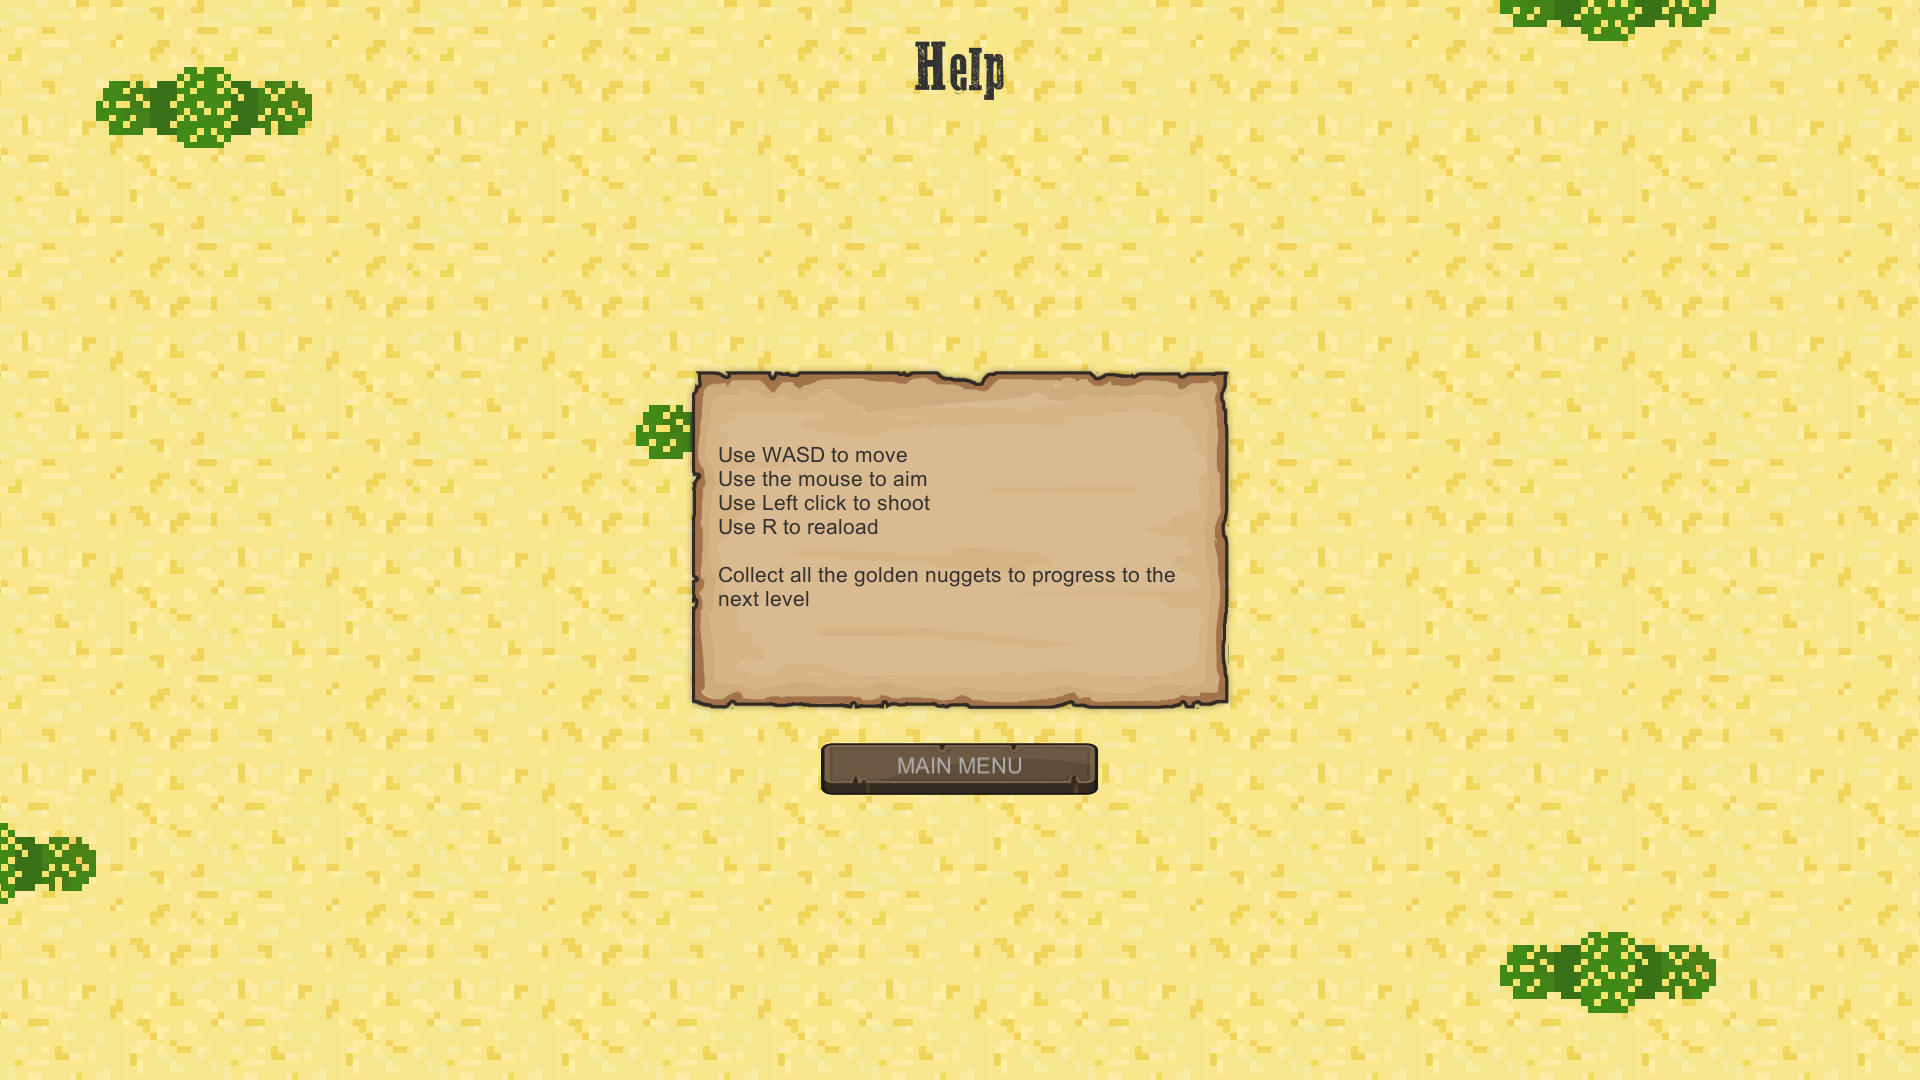 Help
Use WASD to move
Use the mouse to aim
Use Left click to shoot
Use R to reaload
Collect all the golden nuggets to progress to the
next level
MAIN MENU